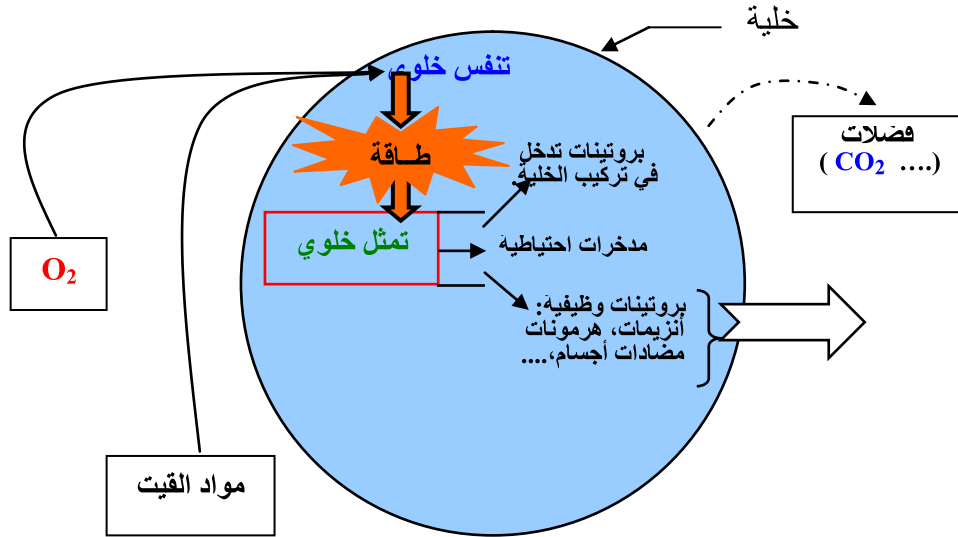 خلية
تنفس خلوي
فضلات
( CO2 ….)
طـــاقة
بروتينات تدخل
في تركيب الخلية.
تمثل خلوي
مدخرات احتياطية
O2
بروتينات وظيفية:
أنزيمات، هرمونات
مضادات أجسام،....
مواد القيت